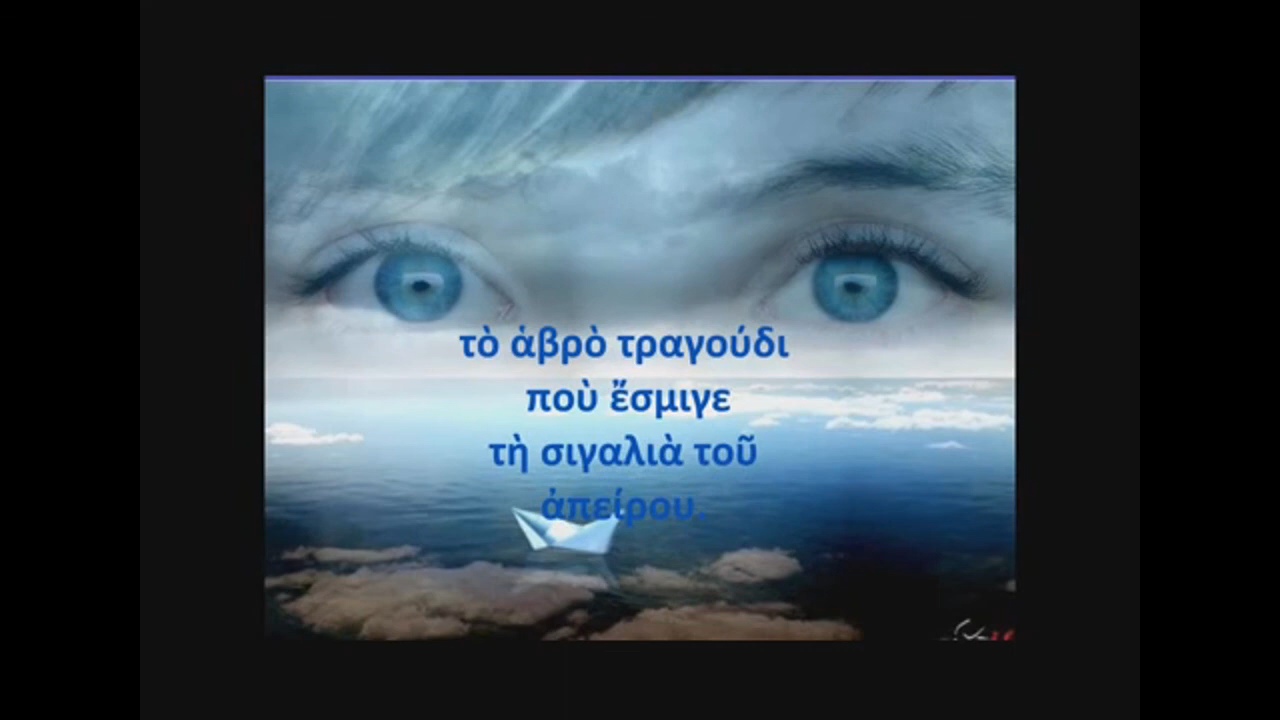 τὸ ἁβρὸ τραγούδι
ποὺ ἔσμιγε
τὴ σιγαλιὰ τοῦ
ἀπείρου.